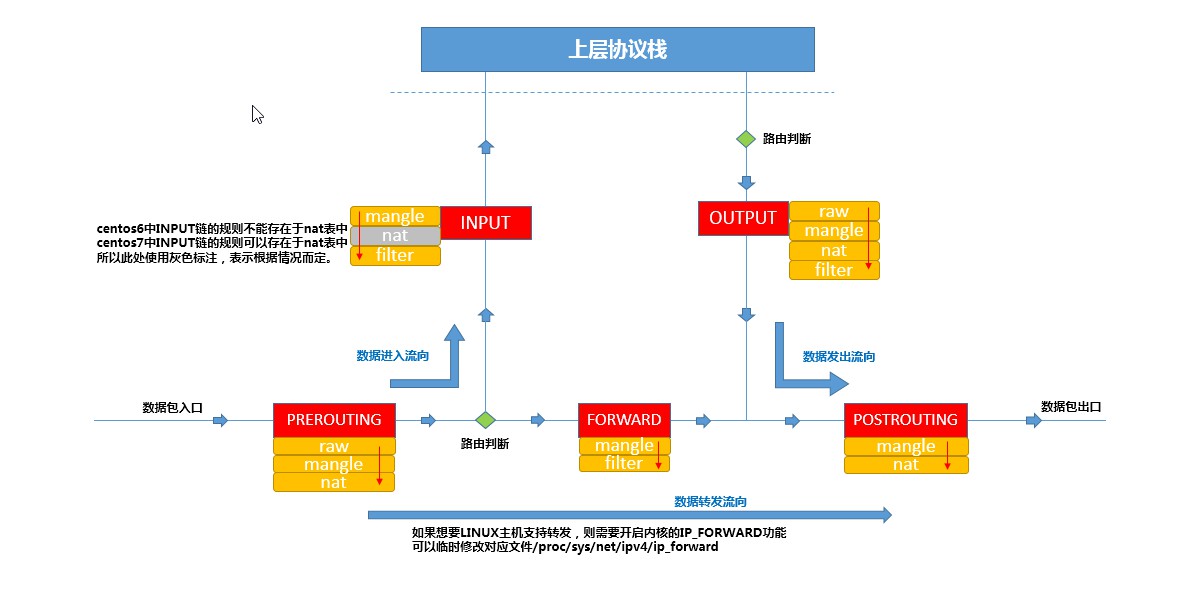 上层协议栈
路由判断
mangle
nat
filter
INPUT
OUTPUT
raw
mangle
nat
filter
centos6中INPUT链的规则不能存在于nat表中
centos7中INPUT链的规则可以存在于nat表中
所以此处使用灰色标注，表示根据情况而定。
数据进入流向
数据发出流向
数据包入口
PREROUTING
raw
mangle
nat
路由判断
FORWARD
mangle
filter
POSTROUTING
mangle
nat
数据包出口
数据转发流向
如果想要LINUX主机支持转发，则需要开启内核的IP_FORWARD功能
可以临时修改对应文件/proc/sys/net/ipv4/ip_forward